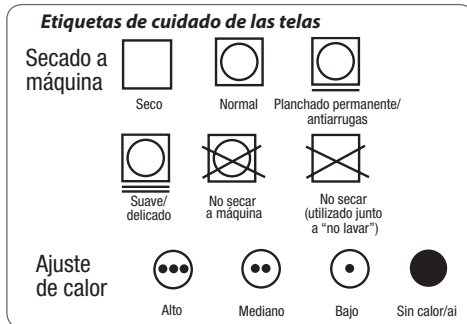 Etiquetas de cuidado de las telas
Secado a
máquina
Seco
Normal
Planchado permanente/
antiarrugas
Suave/
delicado
No secar
a máquina
No secar
(utilizado junto
a “no lavar”)
Ajuste
de calor
Alto
Mediano
Bajo
Sin calor/ai